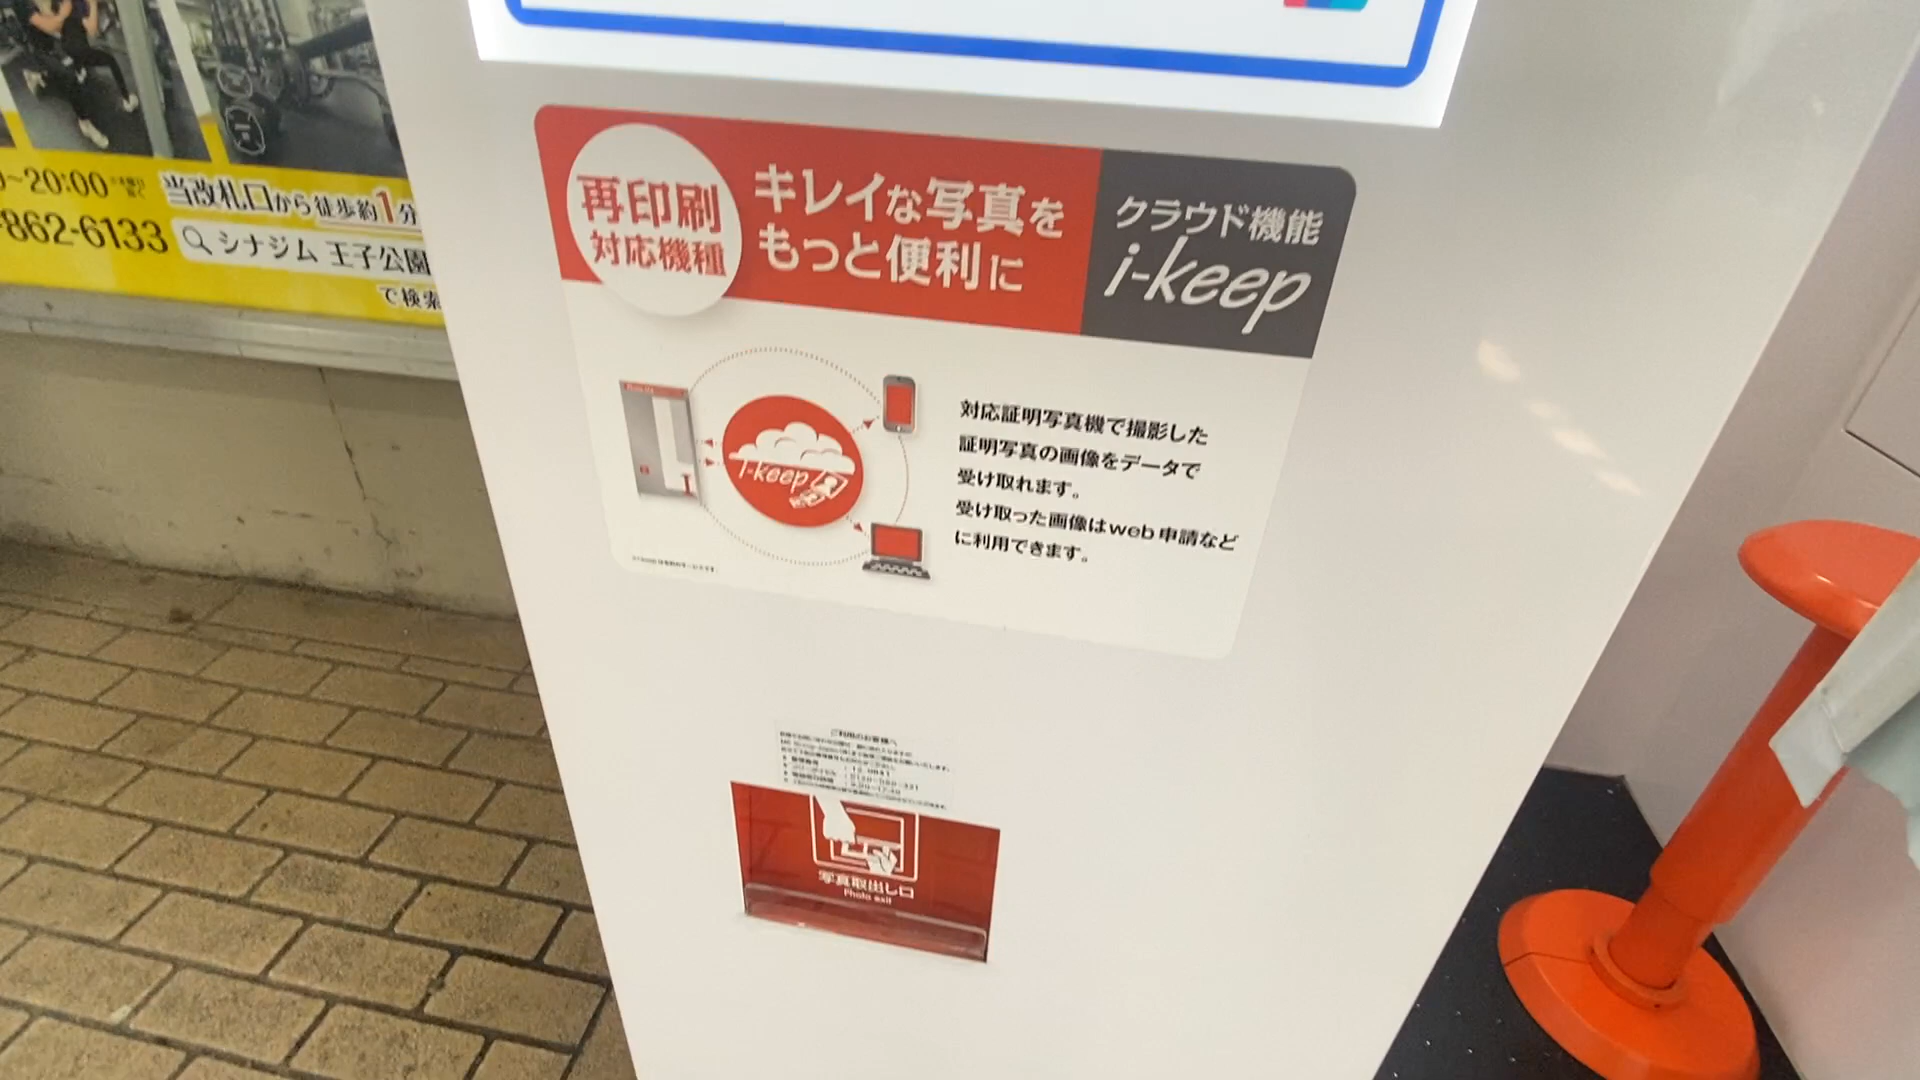 ~20:00
当改札口から徒歩約1分
862-6133
シナジム 王子公園
で検索
再印刷
対応機種
キレイな写真を
もっと便利に
クラウド機能
i-keep
i-keep
対応証明写真機で撮影した
証明写真の画像をデータで
受け取れます。
受け取った画像はweb申請など
に利用できます。
ご利用のお客様へ
写真取出し口
Photo exit